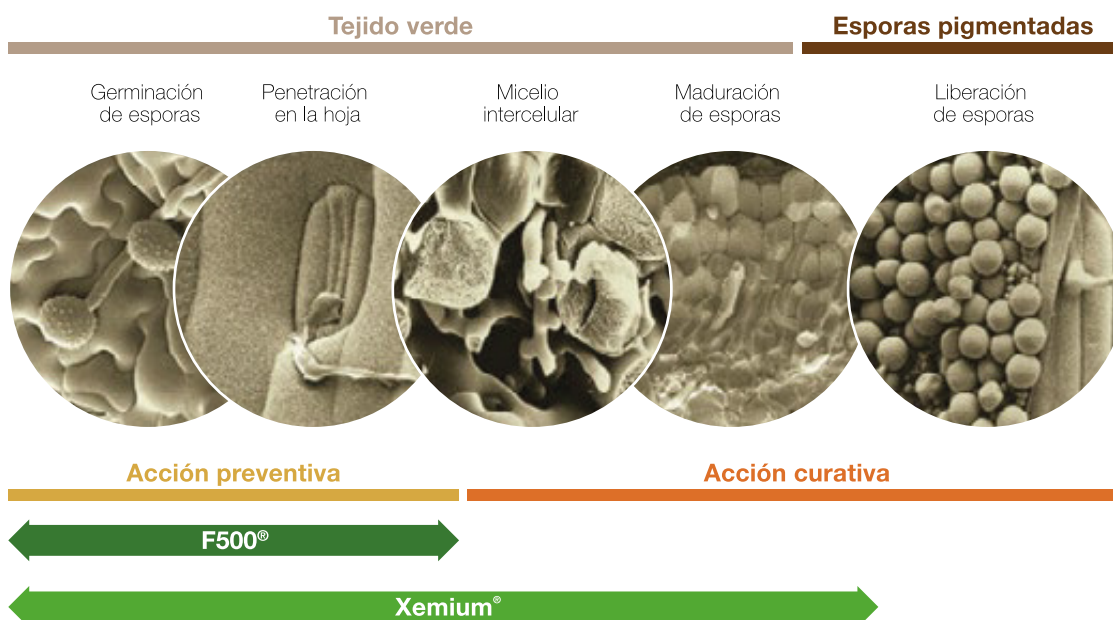 Tejido verde
Esporas pigmentadas
Germinación
de esporas
Penetración
en la hoja
Micelio
intercelular
Maduración
de esporas
Liberación
de esporas
Acción preventiva
Acción curativa
F500®
Xemium®